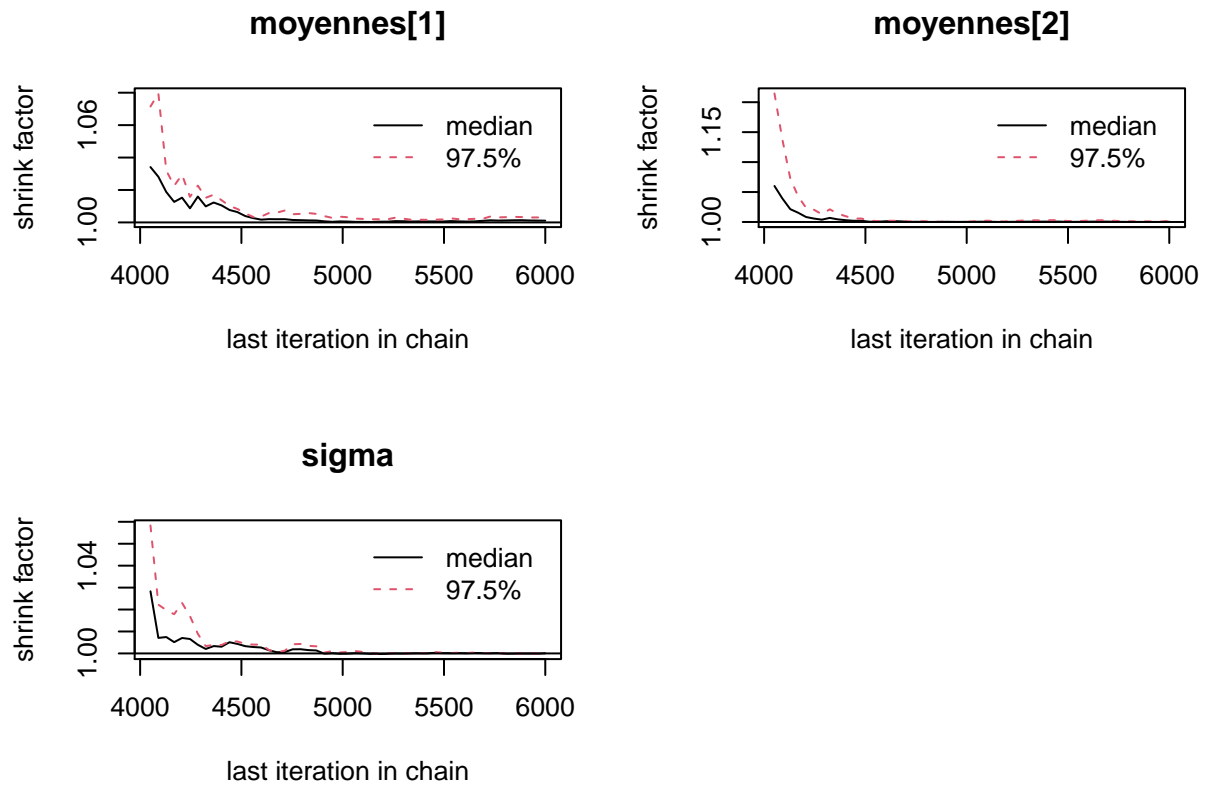 moyennes[1]
shrink factor
1.00 1.06
median
97.5%
4000 4500 5000 5500 6000
last iteration in chain
moyennes[2]
shrink factor
1.00 1.15
median
97.5%
4000 4500 5000 5500 6000
last iteration in chain
sigma
shrink factor
1.00 1.04
median
97.5%
4000 4500 5000 5500 6000
last iteration in chain